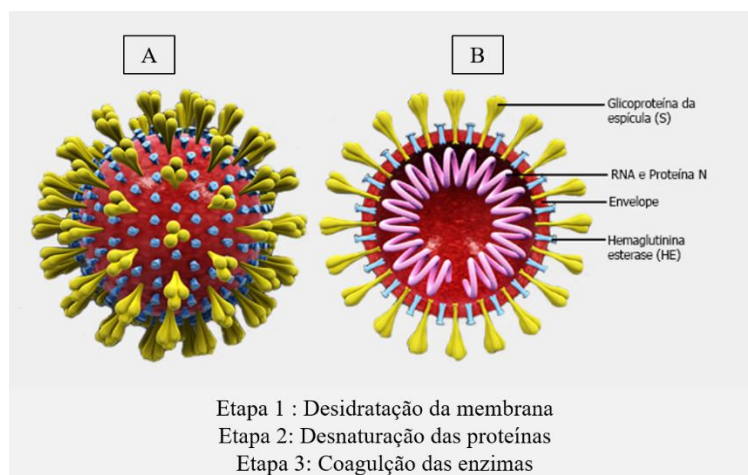 A
B
Glicoproteína da
espícula (S)
RNA e Proteína N
Envelope
Hemaglutinina
esterase (HE)
Etapa 1 : Desidratação da membrana
Etapa 2: Desnaturação das proteínas
Etapa 3: Coagulção das enzimas